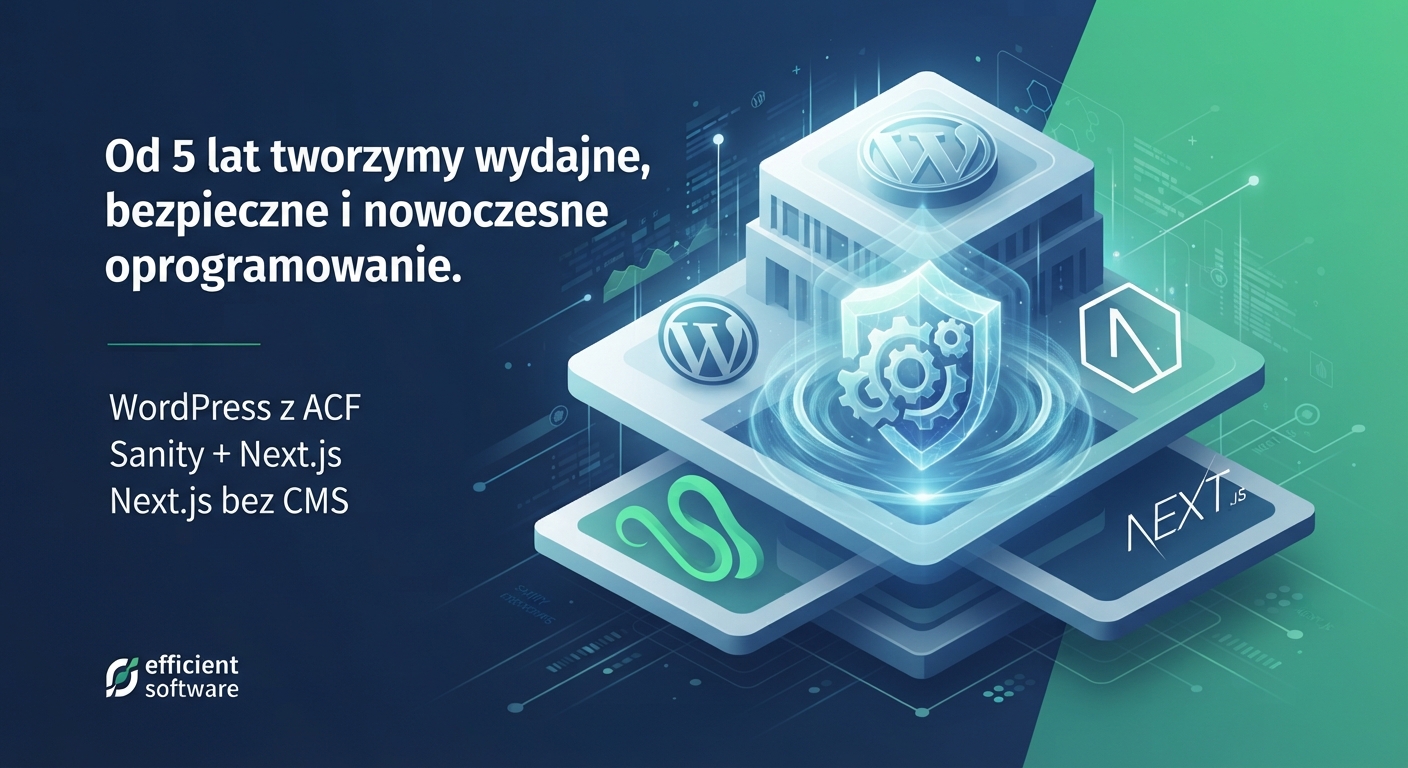 Od 5 lat tworzymy wydajne,
bezpieczne i nowoczesne
oprogramowanie.
WordPress z ACF
Sanity + Next.js
Next.js bez CMS
efficient
software
W
W
NEXT.JS